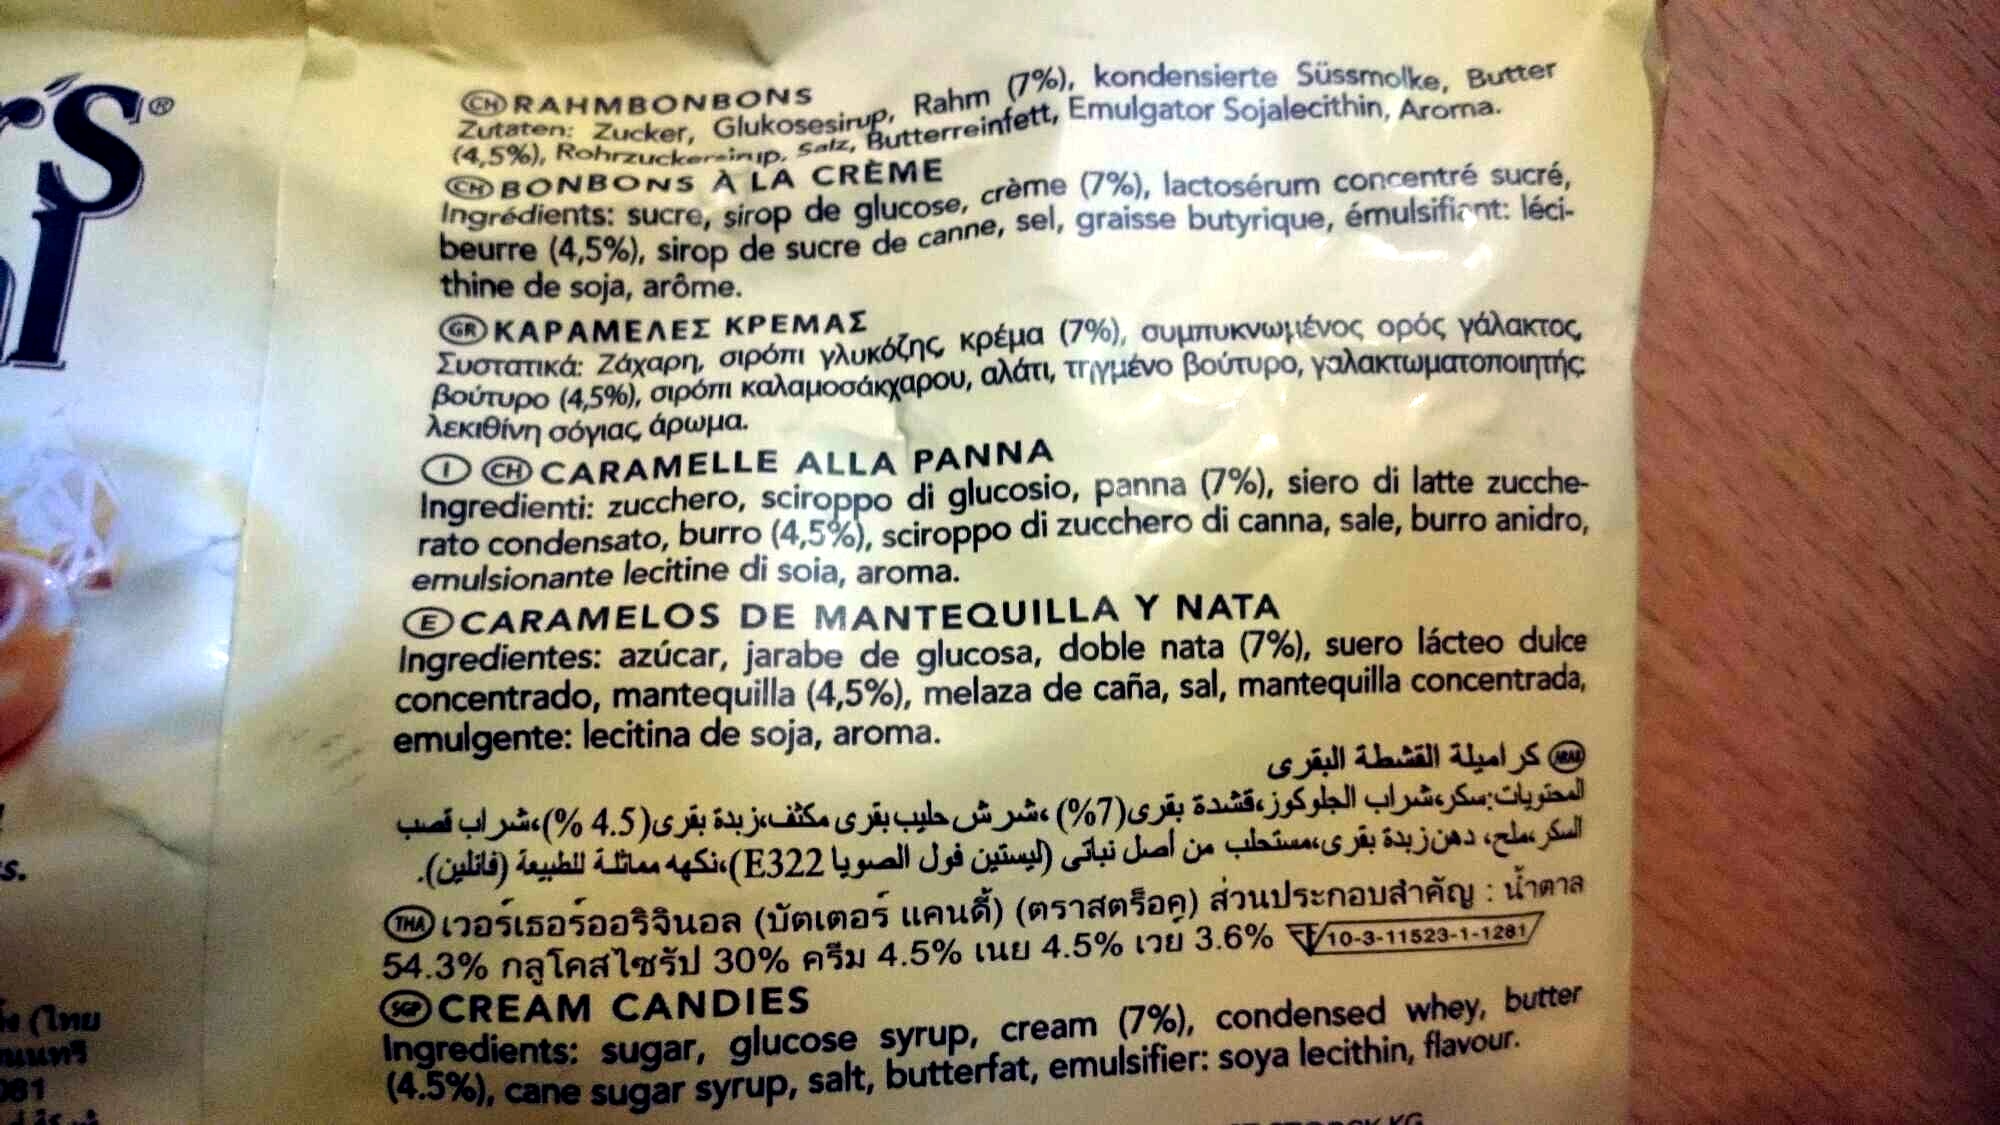 r's®
CH RAHMBONBONS
Zutaten: Zucker, Glukosesirup, Rahm (7%), kondensierte Süssmolke, Butter
(4,5%), Rohrzuckersirup, Salz, Butterreinfett, Emulgator Sojalecithin, Aroma.
CH BONBONS À LA CRÈME
Ingrédients: sucre, sirop de glucose, crème (7%), lactosérum concentré sucré,
beurre (4,5%), sirop de sucre de canne, sel, graisse butyrique, émulsifiant: léci-
thine de soja, arôme.
GR ΚΑΡΑΜΕΛΕΣ ΚΡΕΜΑΣ
Συστατικά: Ζάχαρη, σιρόπι γλυκόζης, κρέμα (7%), συμπυκνωμένος ορός γάλακτος,
βούτυρο (4,5%), σιρόπι καλαμοσάκχαρου, αλάτι, τηγμένο βούτυρο, γαλακτωματοποιητής:
λεκιθίνη σόγιας, άρωμα.
I CH CARAMELLE ALLA PANNA
Ingredienti: zucchero, sciroppo di glucosio, panna (7%), siero di latte zucche-
rato condensato, burro (4,5%), sciroppo di zucchero di canna, sale, burro anidro,
emulsionante lecitine di soia, aroma.
E CARAMELOS DE MANTEQUILLA Y NATA
Ingredientes: azúcar, jarabe de glucosa, doble nata (7%), suero lácteo dulce
concentrado, mantequilla (4,5%), melaza de caña, sal, mantequilla concentrada,
emulgente: lecitina de soja, aroma.
ARAB كراميلة القشطة البقرى
المحتويات:سكر،شراب الجلوكوز،قشدة بقرى(7%) ،شرش حليب بقرى مكثف،زبدة بقرى(4.5 %)،شراب قصب
السكر،ملح، دهن زبدة بقرى،مستحلب من أصل نباتى (ليستين فول الصويا E322)،نكهه مماثلة للطبيعة (فانلين).
THA เวอร์เธอร์ออริจินอล (บัตเตอร์ แคนดี้) (ตราสตร็อค) ส่วนประกอบสำคัญ : น้ำตาล
54.3% กลูโคสไซรัป 30% ครีม 4.5% เนย 4.5% เวย์ 3.6% 10-3-11523-1-1281
SGP CREAM CANDIES
Ingredients: sugar, glucose syrup, cream (7%), condensed whey, butter
(4.5%), cane sugar syrup, salt, butterfat, emulsifier: soya lecithin, flavour.
(ไทย
KG